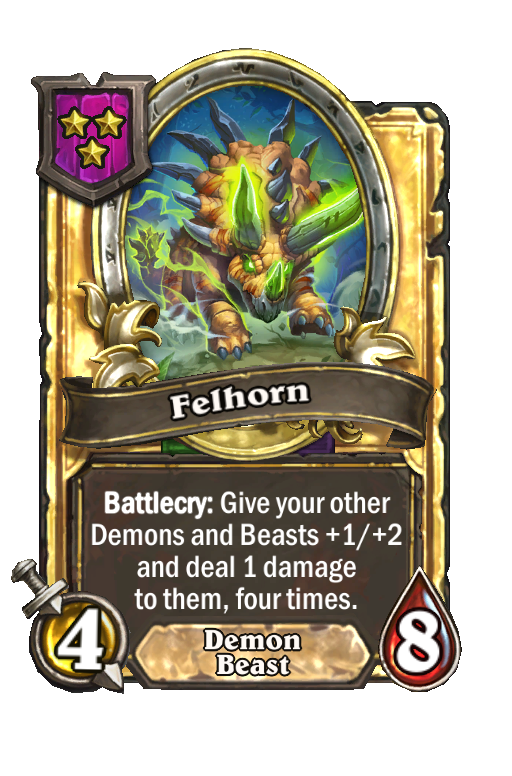 Felhorn
Battlecry: Give your other
Demons and Beasts +1/+2
and deal 1 damage
to them, four times.
4
Demon
Beast
8